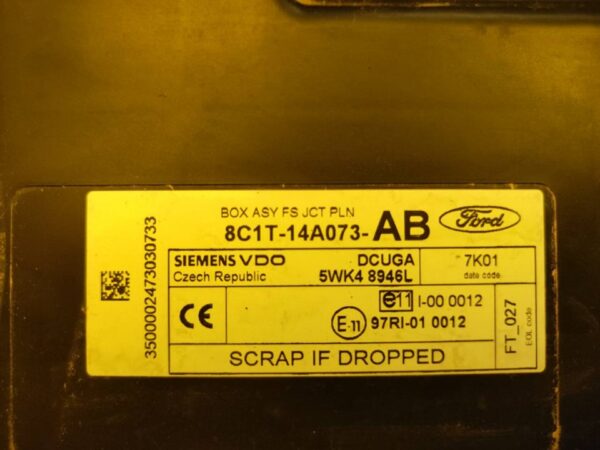 BOX ASY FS JCT PLN
8C1T-14A073-AB
Ford
SIEMENS VDO
Czech Republic
DCUGA
5WK4 8946L
7K01
date code
e11 I-00 0012
E-11 97RI-01 0012
CE
SCRAP IF DROPPED
FT_027
EOL code
3500002473030733